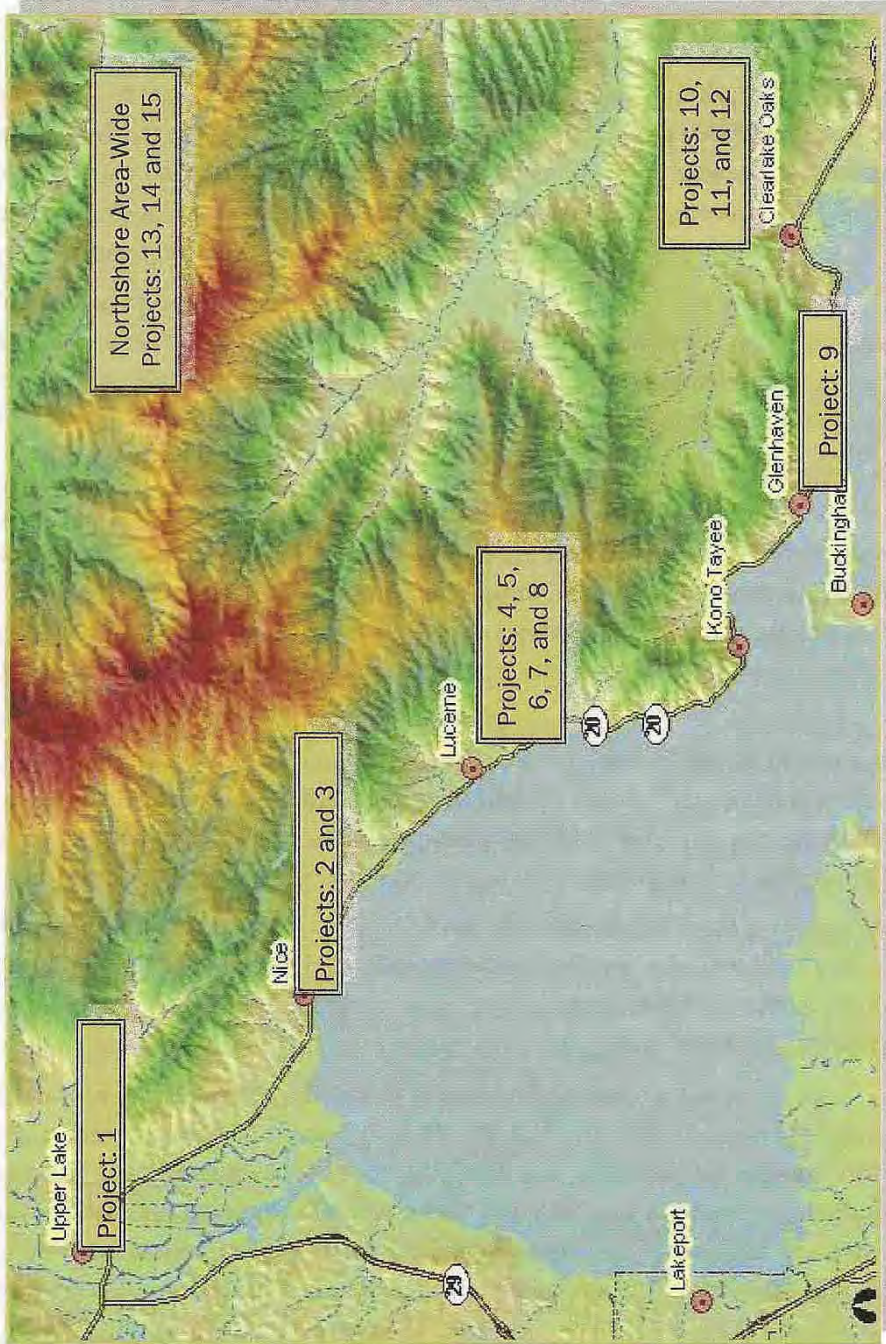 Upper Lake
Project: 1
Nice
Projects: 2 and 3
Northshore Area-Wide
Projects: 13, 14 and 15
Lucerne
Projects: 4, 5,
6, 7, and 8
20
20
Kono Tayee
Glenhaven
Project: 9
Buckingha
Projects: 10,
11, and 12
Clearlake Oaks
29
Lakeport